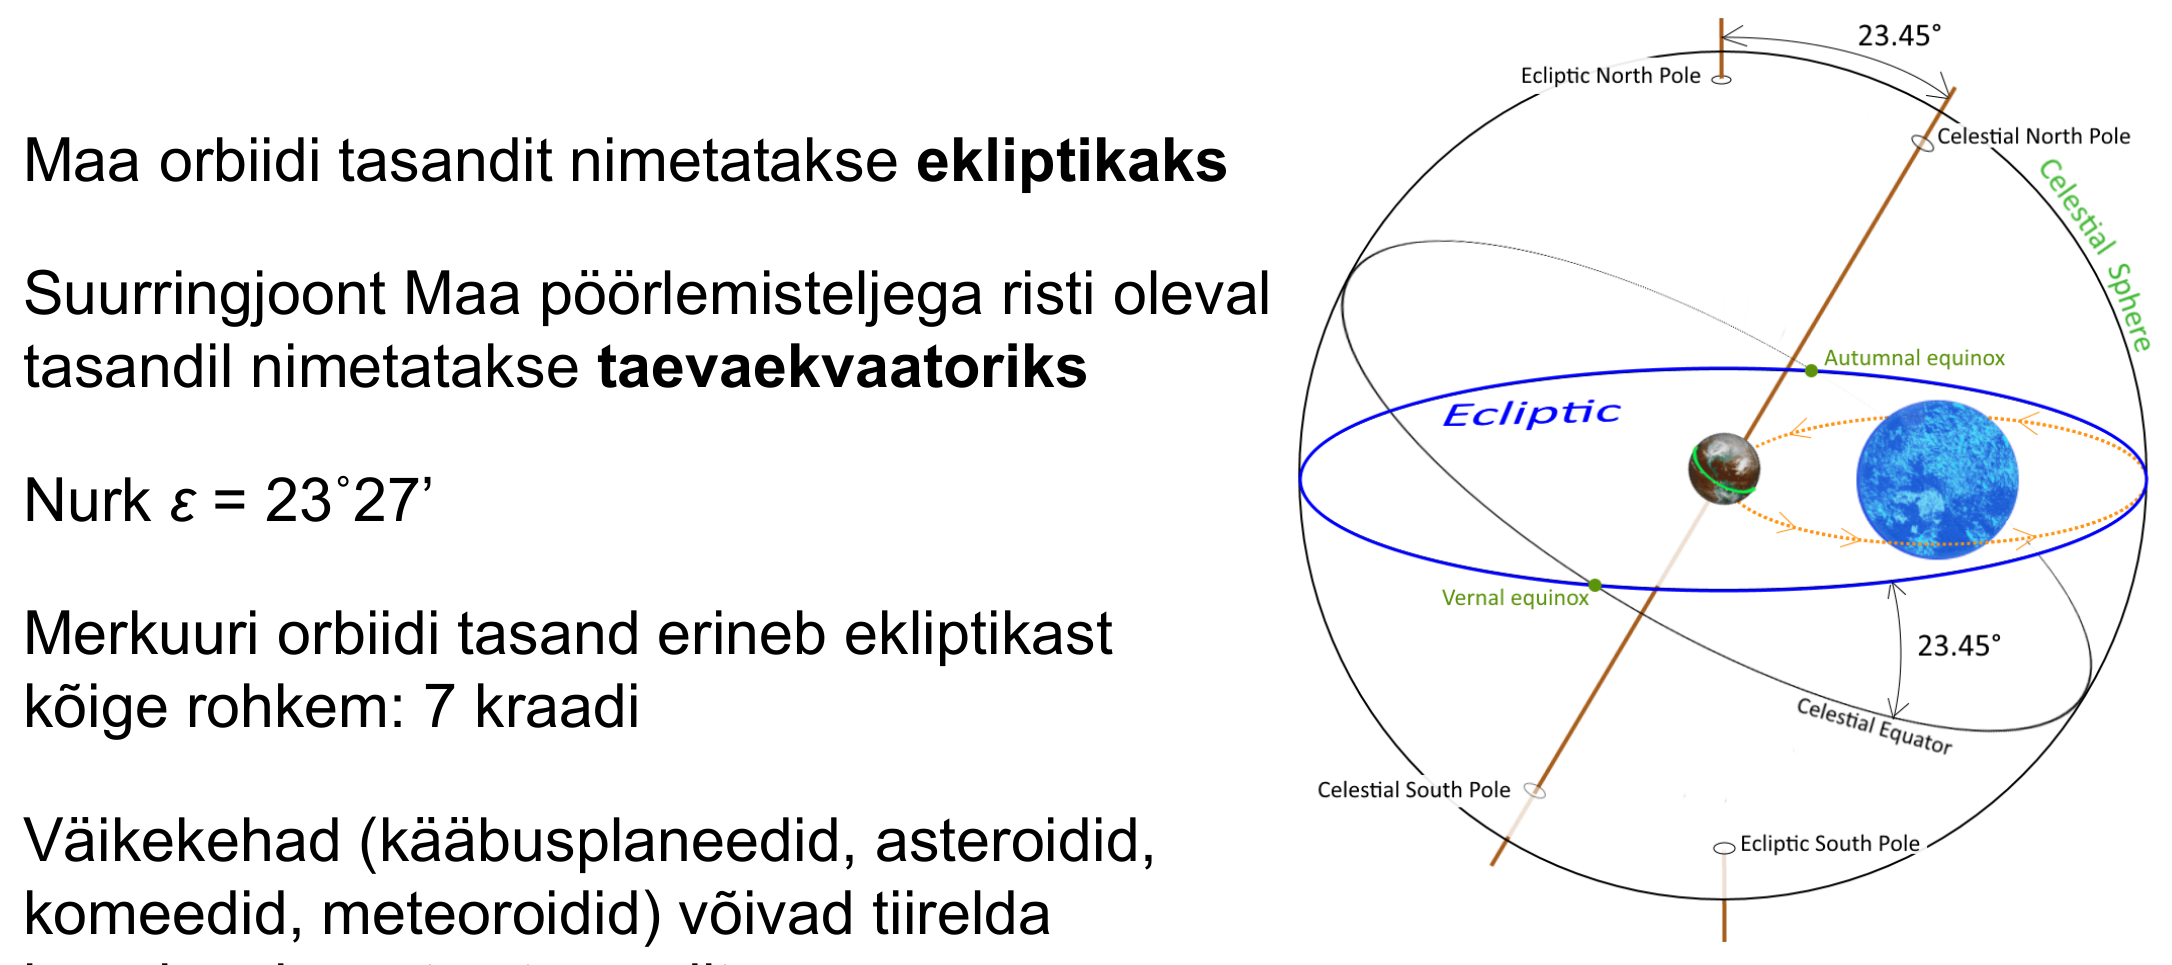 Maa orbiidi tasandit nimetatakse ekliptikaks
Suurringjoont Maa pöörlemisteljega risti oleval
tasandil nimetatakse taevaekvaatoriks
Nurk ε = 23˚27’
Merkuuri orbiidi tasand erineb ekliptikast
kõige rohkem: 7 kraadi
Väikekehad (kääbusplaneedid, asteroidid,
komeedid, meteoroidid) võivad tiirelda
23.45°
Ecliptic North Pole
Celestial North Pole
Celestial Sphere
Autumnal equinox
Ecliptic
Vernal equinox
23.45°
Celestial Equator
Celestial South Pole
Ecliptic South Pole